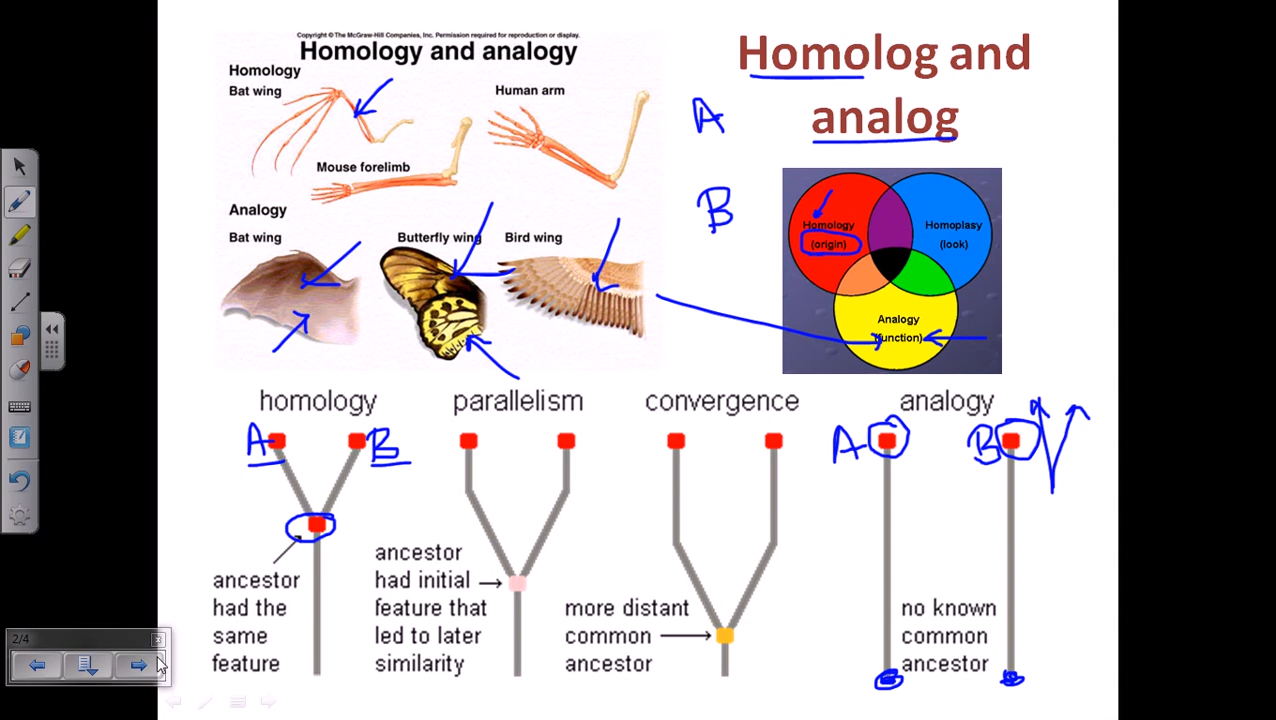 Copyright © The McGraw-Hill Companies, Inc. Permission required for reproduction or display.
Homology and analogy
Homology
Bat wing
Human arm
Mouse forelimb
Analogy
Bat wing
Butterfly wing
Bird wing
Homolog and
analog
A
B
Homology
(origin)
Homoplasy
(look)
Analogy
(function)
homology
A
B
ancestor
had the
same
feature
parallelism
ancestor
had initial
feature that
led to later
similarity
convergence
more distant
common
ancestor
analogy
A
B
no known
common
ancestor
2/4